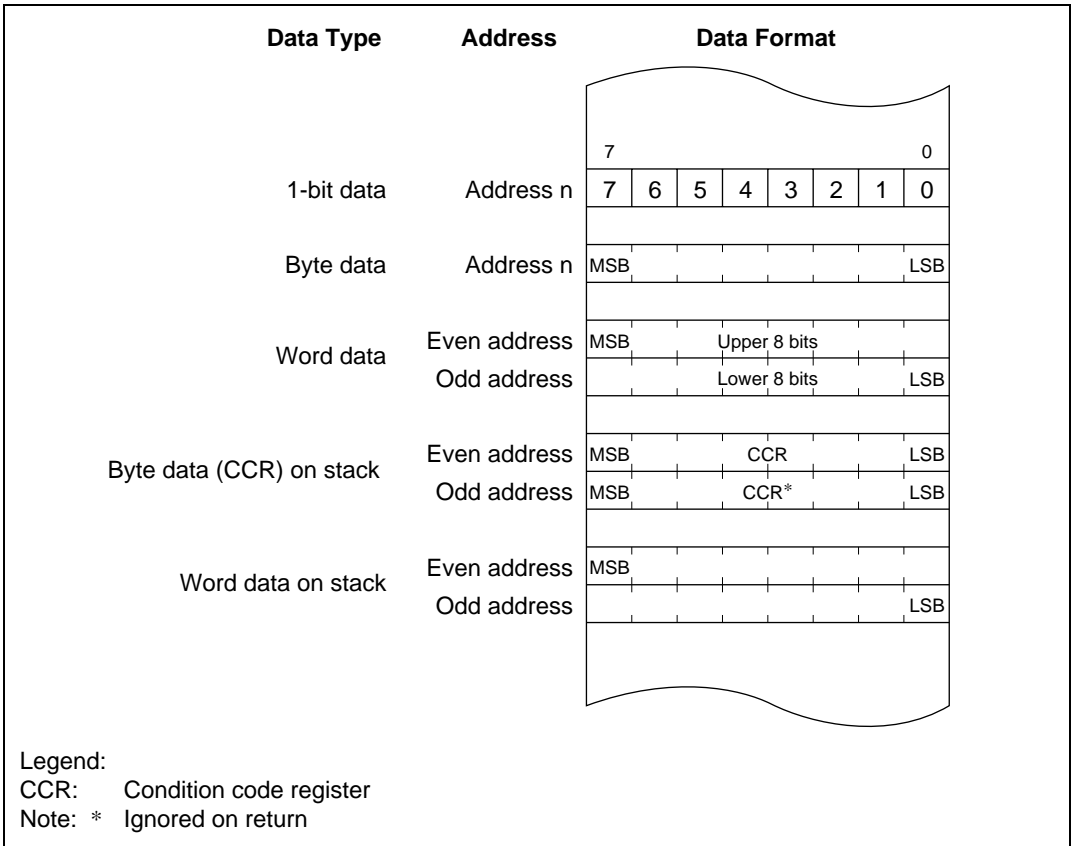 Data Type Address Data Format
7 0
1-bit data Address n 7 6 5 4 3 2 1 0
Byte data Address n MSB LSB
Word data
Even address MSB Upper 8 bits
Odd address Lower 8 bits LSB
Byte data (CCR) on stack
Even address MSB CCR LSB
Odd address MSB CCR* LSB
Word data on stack
Even address MSB
Odd address LSB
Legend:
CCR: Condition code register
Note: * Ignored on return